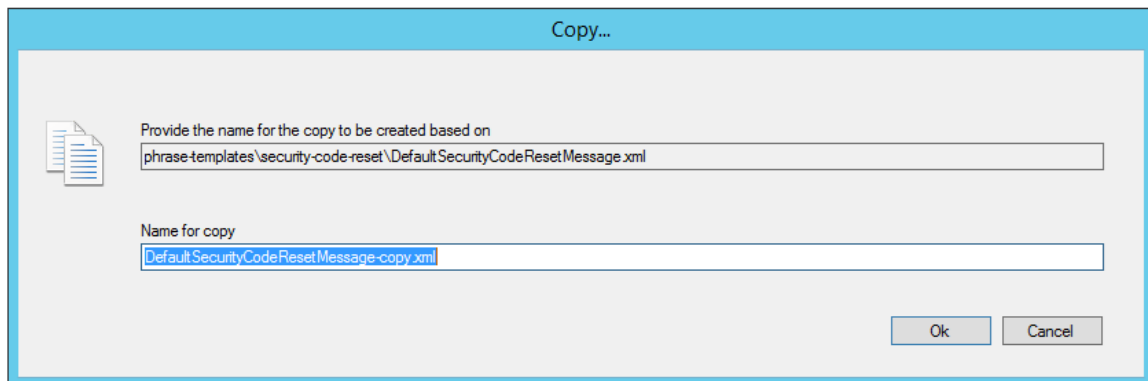 Copy...
Provide the name for the copy to be created based on
phrase-templates\security-code-reset\DefaultSecurityCodeResetMessage.xml
Name for copy
DefaultSecurityCodeResetMessage-copy.xml
Ok Cancel